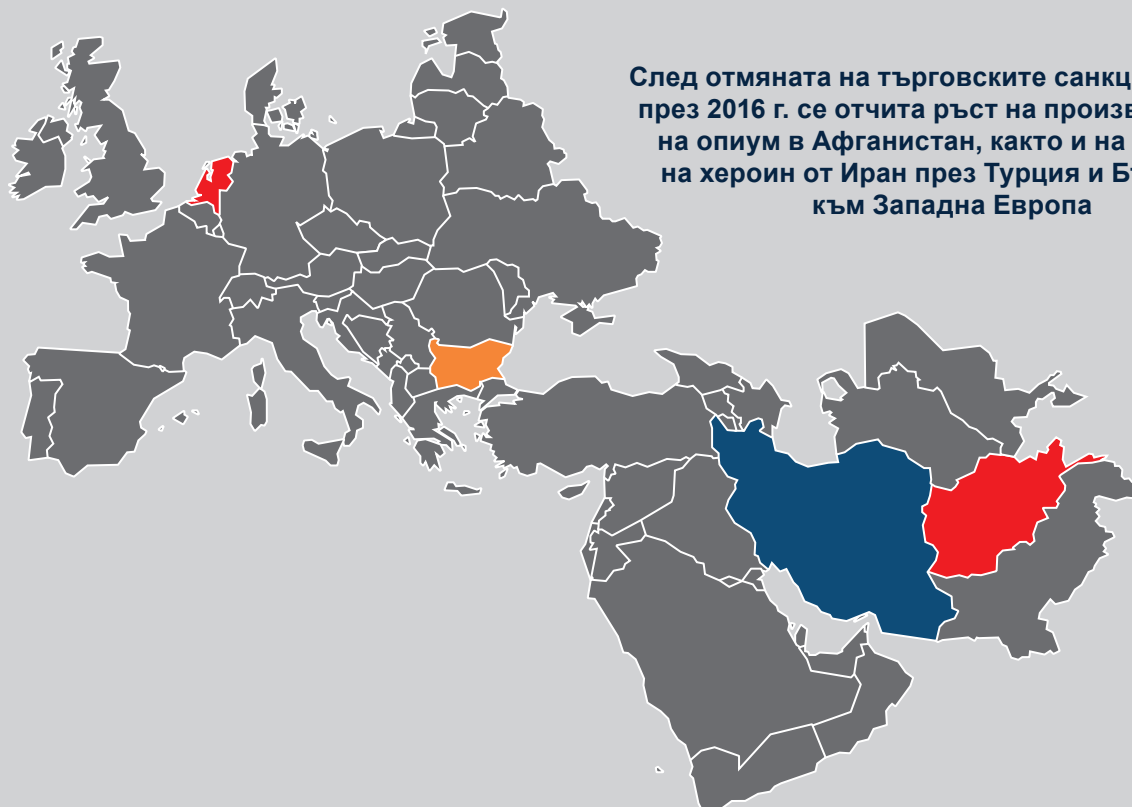 След отмяната на търговските
през 2016 г. се отчита ръст на
на опиум в Афганистан, както и на
на хероин от Иран през Турция и
към Западна Европа